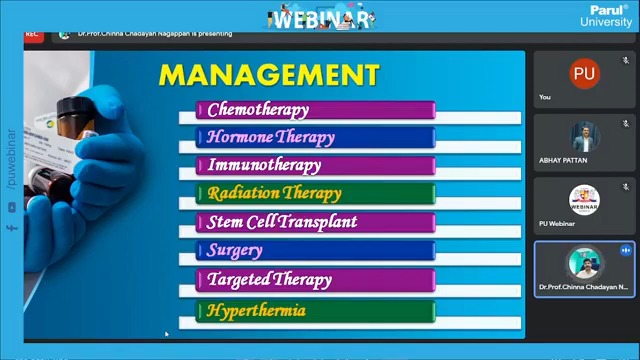 WEBINAR
Parul®
University
REC
Dr.Prof.Chinna Chadayan Nagappan is presenting
MANAGEMENT
Chemotherapy
Hormone Therapy
Immunotherapy
Radiation Therapy
Stem Cell Transplant
Surgery
Targeted Therapy
Hyperthermia
PU
You
ABHAY PATTAN
WEBINAR
PU Webinar
Dr.Prof.Chinna Chadayan N...
/puwebinar